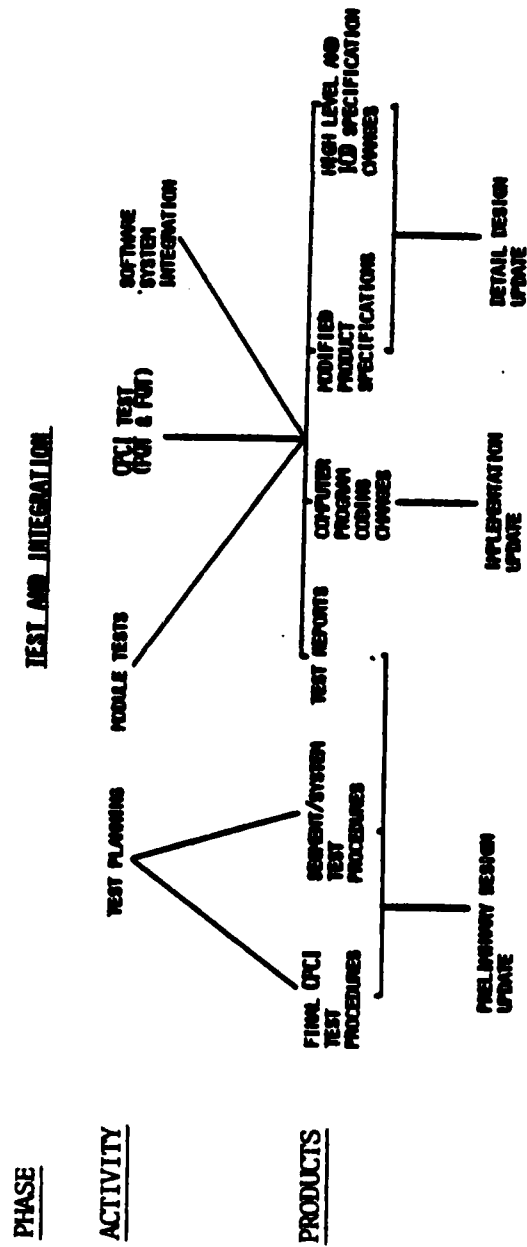 PHASE
TEST AND INTEGRATION
ACTIVITY
TEST PLANNING
MODULE TESTS
CPCI TEST
(PQT & FQT)
SOFTWARE
SYSTEM
INTEGRATION
PRODUCTS
FINAL CPCI
TEST
PROCEDURES
SEGMENT/SYSTEM
TEST
PROCEDURES
TEST REPORTS
COMPUTER
PROGRAM
CODING
CHANGES
MODIFIED
PRODUCT
SPECIFICATIONS
HIGH LEVEL AND
ICD SPECIFICATION
CHANGES
PRELIMINARY DESIGN
UPDATE
IMPLEMENTATION
UPDATE
DETAIL DESIGN
UPDATE